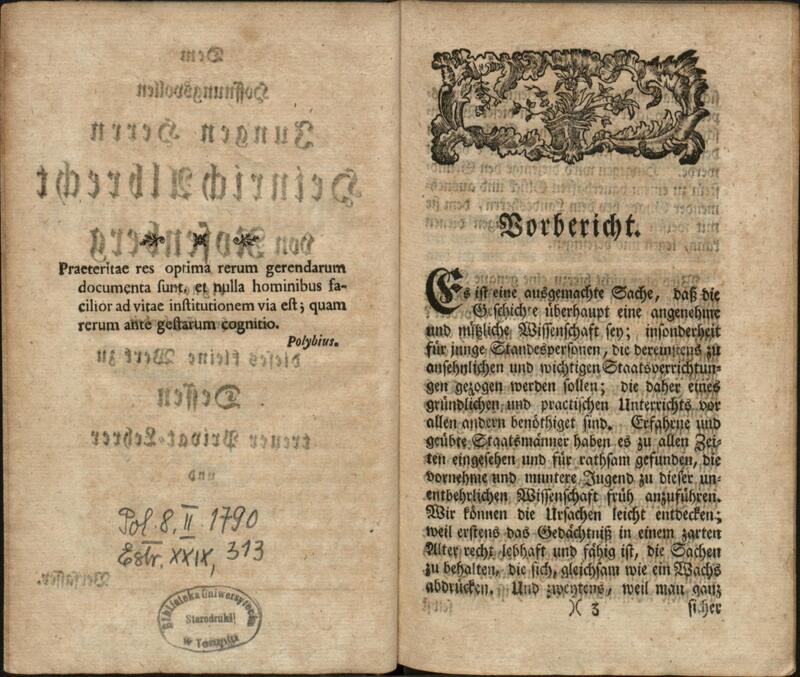 Praeteritae res optima rerum gerendarum
documenta sunt, et nulla hominibus fa-
cilior ad vitae institutionem via est; quam
rerum ante gestarum cognitio.
Polybius.
Pol. 8. II. 1790
Estr. XXIX, 313
Biblioteka Uniwersytecka
Starodruki
w Toruniu
Vorbericht.
Es ist eine ausgemachte Sache, daß die
Geschichte überhaupt eine angenehme
und nützliche Wissenschaft sey; insonderheit
für junge Standespersonen, die dereinstens zu
ansehnlichen und wichtigen Staatsverrichtun-
gen gezogen werden sollen; die daher eines
gründlichen und practischen Unterrichts vor
allen andern benöthiget sind. Erfahrne und
geübte Staatsmänner haben es zu allen Zei-
ten eingesehen und für rathsam gefunden, die
vornehme und muntere Jugend zu dieser un-
entbehrlichen Wissenschaft früh anzuführen.
Wir können die Ursachen leicht entdecken;
weil erstens das Gedächtniß in einem zarten
Alter recht lebhaft und fähig ist, die Sachen
zu behalten, die sich, gleichsam wie ein Wachs
abdrücken. Und zweytens, weil man ganz
)( 3
sicher